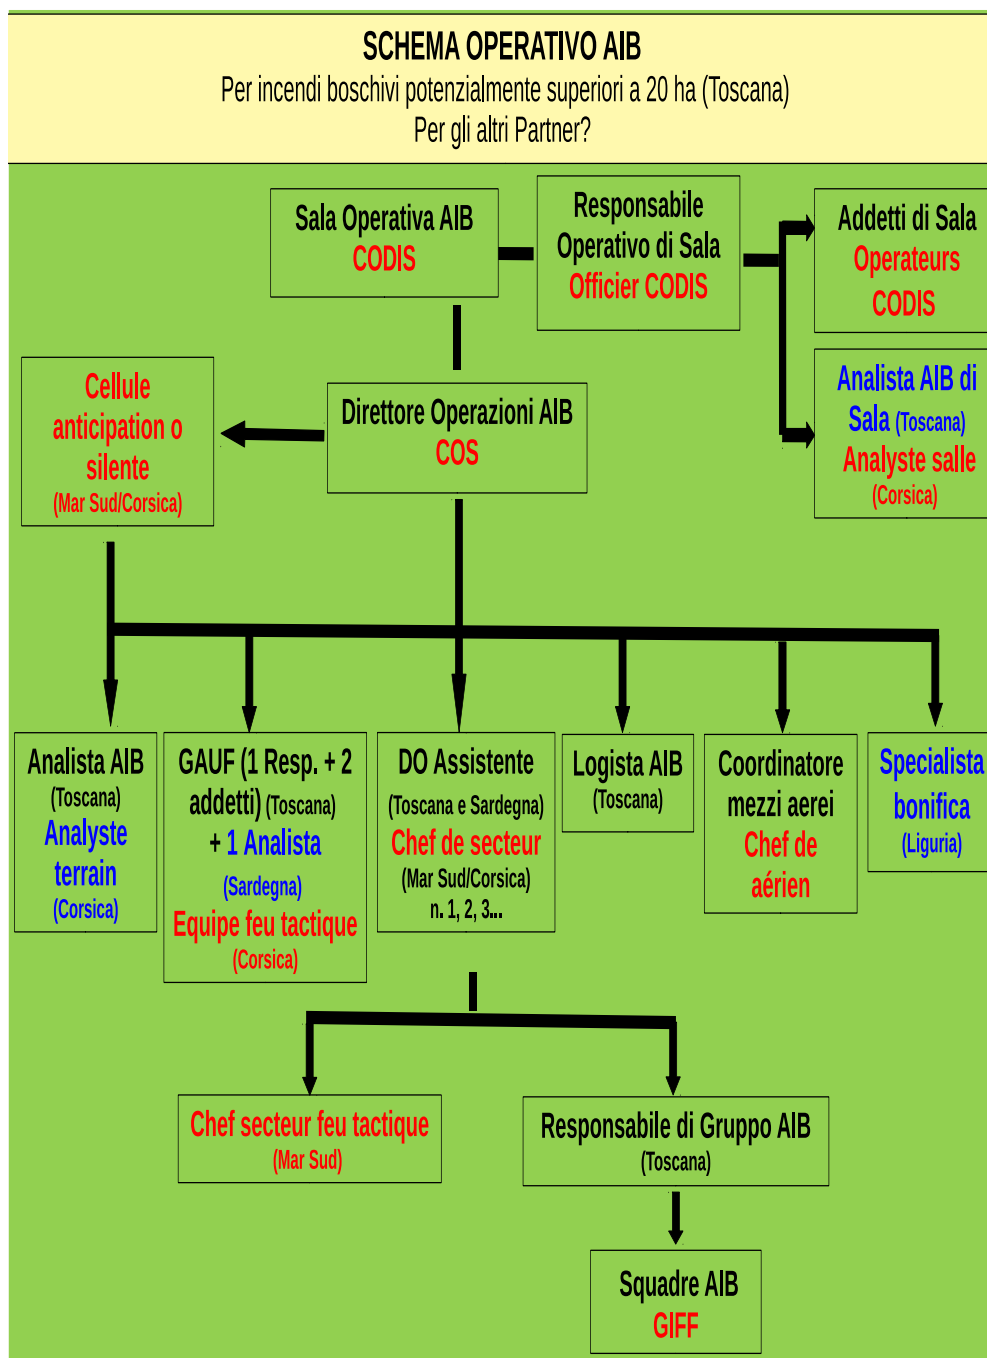 SCHEMA OPERATIVO AIB
Per incendi boschivi potenzialmente superiori a 20 ha (Toscana)
Per gli altri Partner?
Sala Operativa AIB
CODIS
Responsabile
Operativo di Sala
Officier CODIS
Addetti di Sala
Operateurs
CODIS
Analista AIB di
Sala (Toscana)
Analyste salle
(Corsica)
Cellule
anticipation o
silente
(Mar Sud/Corsica)
Direttore Operazioni AIB
COS
Analista AIB
(Toscana)
Analyste
terrain
(Corsica)
GAUF (1 Resp. + 2
addetti) (Toscana)
+ 1 Analista
(Sardegna)
Equipe feu tactique
(Corsica)
DO Assistente
(Toscana e Sardegna)
Chef de secteur
(Mar Sud/Corsica)
n. 1, 2, 3...
Logista AIB
(Toscana)
Coordinatore
mezzi aerei
Chef de
aérien
Specialista
bonifica
(Liguria)
Chef secteur feu tactique
(Mar Sud)
Responsabile di Gruppo AIB
(Toscana)
Squadre AIB
GIFF